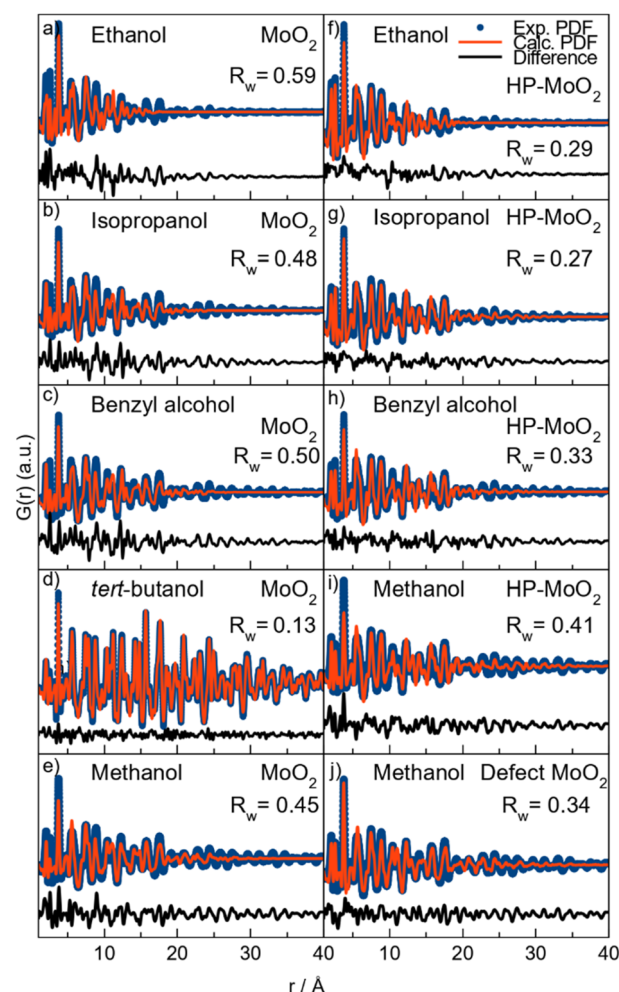 a) Ethanol MoO2
Rw= 0.59
f) Ethanol
Exp. PDF
Calc. PDF
Difference
HP-MoO2
Rw= 0.29
b) Isopropanol MoO2
Rw= 0.48
g) Isopropanol HP-MoO2
Rw= 0.27
c) Benzyl alcohol
MoO2
Rw= 0.50
h) Benzyl alcohol
HP-MoO2
Rw= 0.33
d) tert-butanol MoO2
Rw= 0.13
i) Methanol HP-MoO2
Rw= 0.41
e) Methanol MoO2
Rw= 0.45
j) Methanol Defect MoO2
Rw= 0.34
G(r) (a.u.)
10 20 30 40 10 20 30 40
r / Å